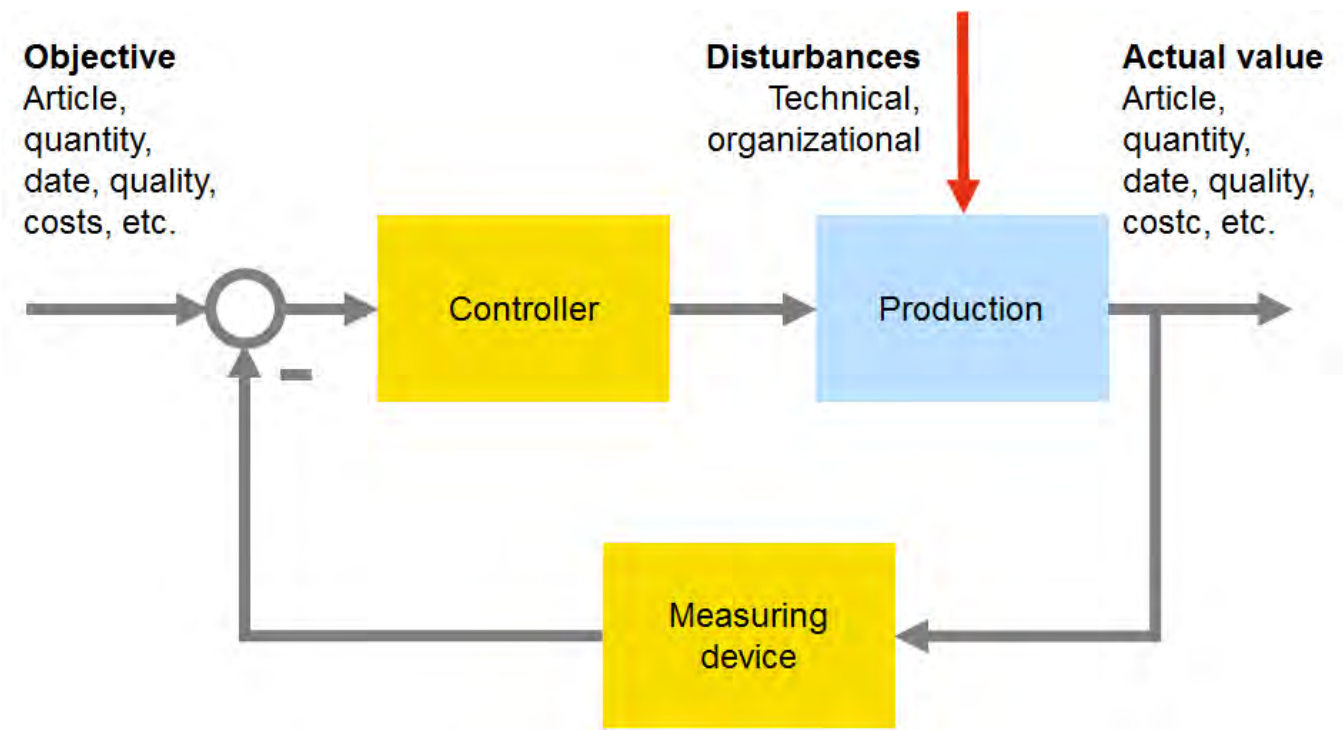 Objective
Article,
quantity,
date, quality,
costs, etc.
Disturbances
Technical,
organizational
Actual value
Article,
quantity,
date, quality,
costc, etc.
Controller
Production
Measuring
device